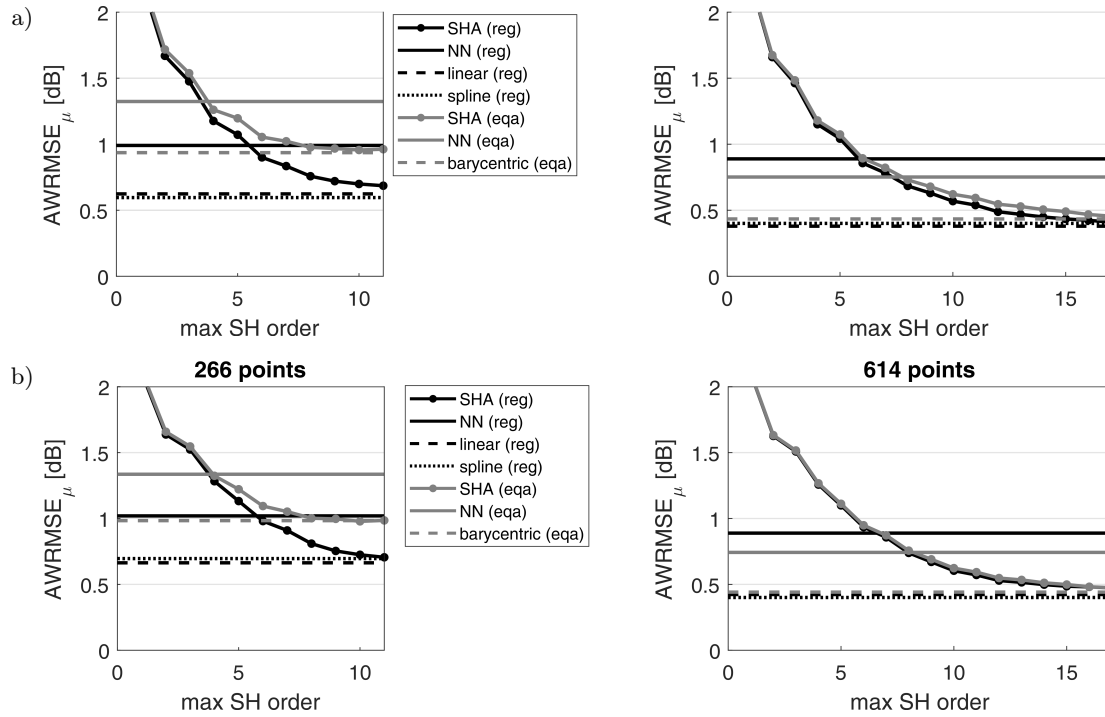 a)
2
1.5
1
0.5
0
AWRMSE μ [dB]
0 5 10
max SH order
SHA (reg)
NN (reg)
linear (reg)
spline (reg)
SHA (eqa)
NN (eqa)
barycentric (eqa)
2
1.5
1
0.5
0
AWRMSE μ [dB]
0 5 10 15
max SH order
b)
266 points
2
1.5
1
0.5
0
AWRMSE μ [dB]
0 5 10
max SH order
SHA (reg)
NN (reg)
linear (reg)
spline (reg)
SHA (eqa)
NN (eqa)
barycentric (eqa)
614 points
2
1.5
1
0.5
0
AWRMSE μ [dB]
0 5 10 15
max SH order